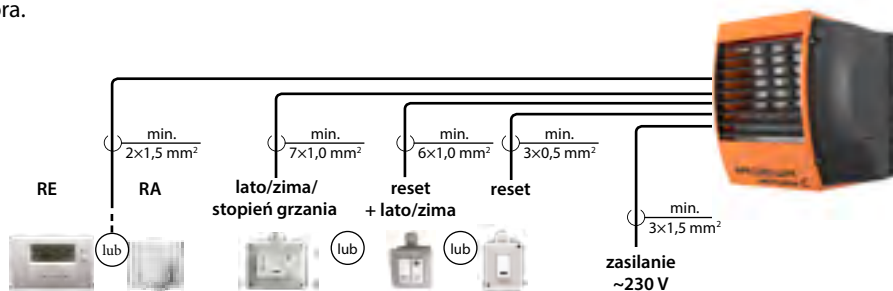 ora.
min.
2×1,5 mm²
min.
7×1,0 mm²
min.
6×1,0 mm²
min.
3×0,5 mm²
RE
RA
lub
lato/zima/
stopień grzania
lub
reset
+ lato/zima
lub
reset
min.
3×1,5 mm²
zasilanie
~230 V